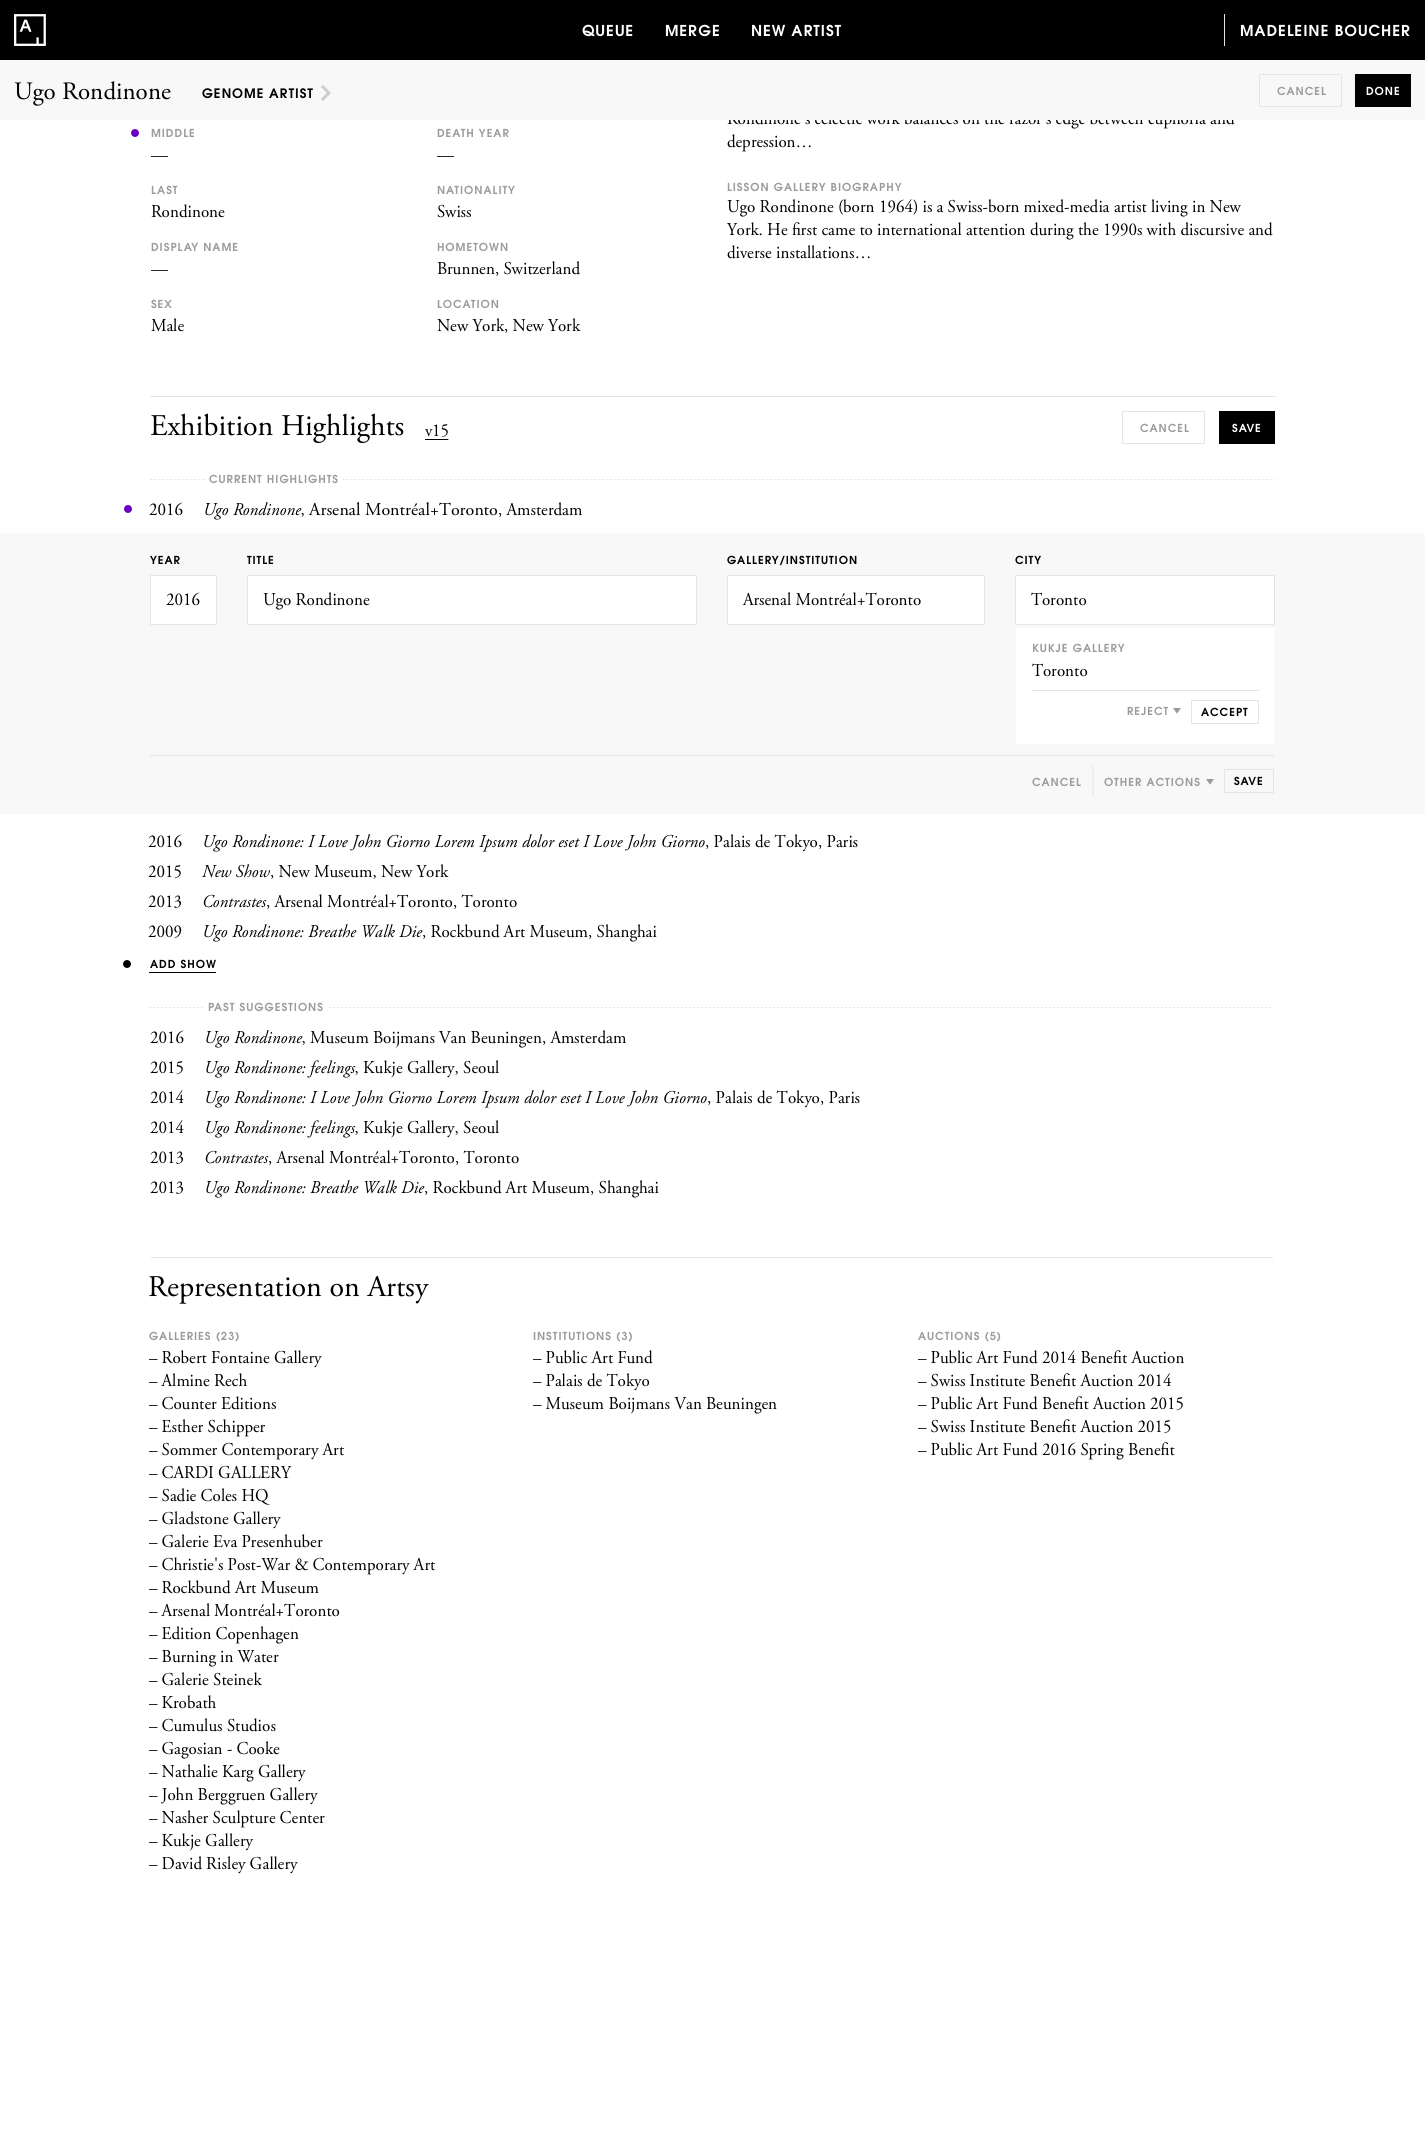 A
QUEUE MERGE NEW ARTIST
MADELEINE BOUCHER
Ugo Rondinone
GENOME ARTIST
CANCEL
DONE
MIDDLE
—
LAST
Rondinone
DISPLAY NAME
—
SEX
Male
DEATH YEAR
—
NATIONALITY
Swiss
HOMETOWN
Brunnen, Switzerland
LOCATION
New York, New York
Rondinone's eclectic work balances on the razor's edge between euphoria and
depression…
LISSON GALLERY BIOGRAPHY
Ugo Rondinone (born 1964) is a Swiss-born mixed-media artist living in New
York. He first came to international attention during the 1990s with discursive and
diverse installations…
Exhibition Highlights v15
CANCEL
SAVE
CURRENT HIGHLIGHTS
2016 Ugo Rondinone, Arsenal Montréal+Toronto, Amsterdam
YEAR
2016
TITLE
Ugo Rondinone
GALLERY/INSTITUTION
Arsenal Montréal+Toronto
CITY
Toronto
KUKJE GALLERY
Toronto
REJECT
ACCEPT
CANCEL
OTHER ACTIONS
SAVE
2016 Ugo Rondinone: I Love John Giorno Lorem Ipsum dolor eset I Love John Giorno, Palais de Tokyo, Paris
2015 New Show, New Museum, New York
2013 Contrastes, Arsenal Montréal+Toronto, Toronto
2009 Ugo Rondinone: Breathe Walk Die, Rockbund Art Museum, Shanghai
ADD SHOW
PAST SUGGESTIONS
2016 Ugo Rondinone, Museum Boijmans Van Beuningen, Amsterdam
2015 Ugo Rondinone: feelings, Kukje Gallery, Seoul
2014 Ugo Rondinone: I Love John Giorno Lorem Ipsum dolor eset I Love John Giorno, Palais de Tokyo, Paris
2014 Ugo Rondinone: feelings, Kukje Gallery, Seoul
2013 Contrastes, Arsenal Montréal+Toronto, Toronto
2013 Ugo Rondinone: Breathe Walk Die, Rockbund Art Museum, Shanghai
Representation on Artsy
GALLERIES (23)
– Robert Fontaine Gallery
– Almine Rech
– Counter Editions
– Esther Schipper
– Sommer Contemporary Art
– CARDI GALLERY
– Sadie Coles HQ
– Gladstone Gallery
– Galerie Eva Presenhuber
– Christie's Post-War & Contemporary Art
– Rockbund Art Museum
– Arsenal Montréal+Toronto
– Edition Copenhagen
– Burning in Water
– Galerie Steinek
– Krobath
– Cumulus Studios
– Gagosian - Cooke
– Nathalie Karg Gallery
– John Berggruen Gallery
– Nasher Sculpture Center
– Kukje Gallery
– David Risley Gallery
INSTITUTIONS (3)
– Public Art Fund
– Palais de Tokyo
– Museum Boijmans Van Beuningen
AUCTIONS (5)
– Public Art Fund 2014 Benefit Auction
– Swiss Institute Benefit Auction 2014
– Public Art Fund Benefit Auction 2015
– Swiss Institute Benefit Auction 2015
– Public Art Fund 2016 Spring Benefit